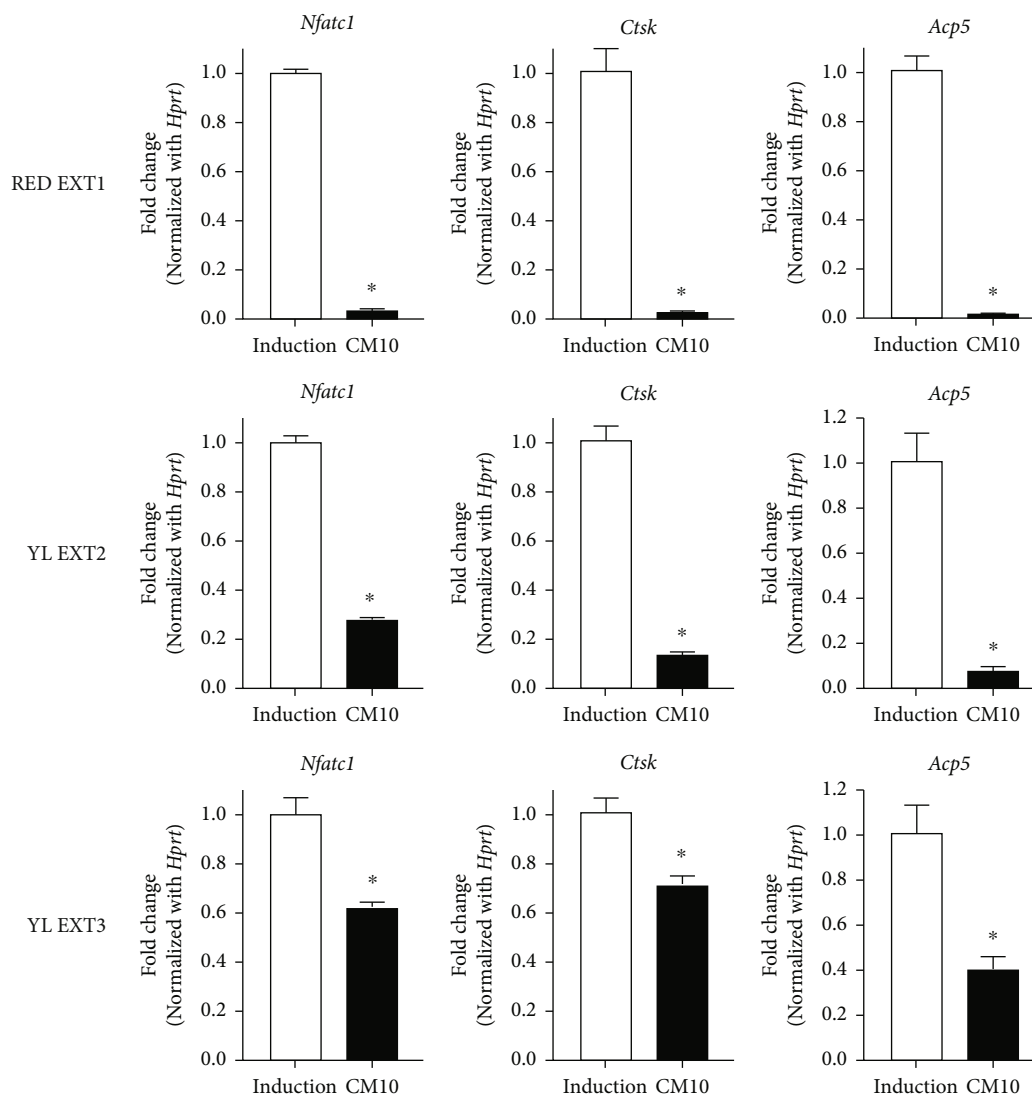 Nfatc1
Ctsk
Acp5
RED EXT1
Fold change
(Normalized with Hprt)
1.0
0.8
0.6
0.4
0.2
0.0
*
Induction CM10
Fold change
(Normalized with Hprt)
1.0
0.8
0.6
0.4
0.2
0.0
*
Induction CM10
Fold change
(Normalized with Hprt)
1.0
0.8
0.6
0.4
0.2
0.0
*
Induction CM10
Nfatc1
Ctsk
Acp5
YL EXT2
Fold change
(Normalized with Hprt)
1.0
0.8
0.6
0.4
0.2
0.0
*
Induction CM10
Fold change
(Normalized with Hprt)
1.0
0.8
0.6
0.4
0.2
0.0
*
Induction CM10
Fold change
(Normalized with Hprt)
1.2
1.0
0.8
0.6
0.4
0.2
0.0
*
Induction CM10
Nfatc1
Ctsk
Acp5
YL EXT3
Fold change
(Normalized with Hprt)
1.0
0.8
0.6
0.4
0.2
0.0
*
Induction CM10
Fold change
(Normalized with Hprt)
1.0
0.8
0.6
0.4
0.2
0.0
*
Induction CM10
Fold change
(Normalized with Hprt)
1.2
1.0
0.8
0.6
0.4
0.2
0.0
*
Induction CM10